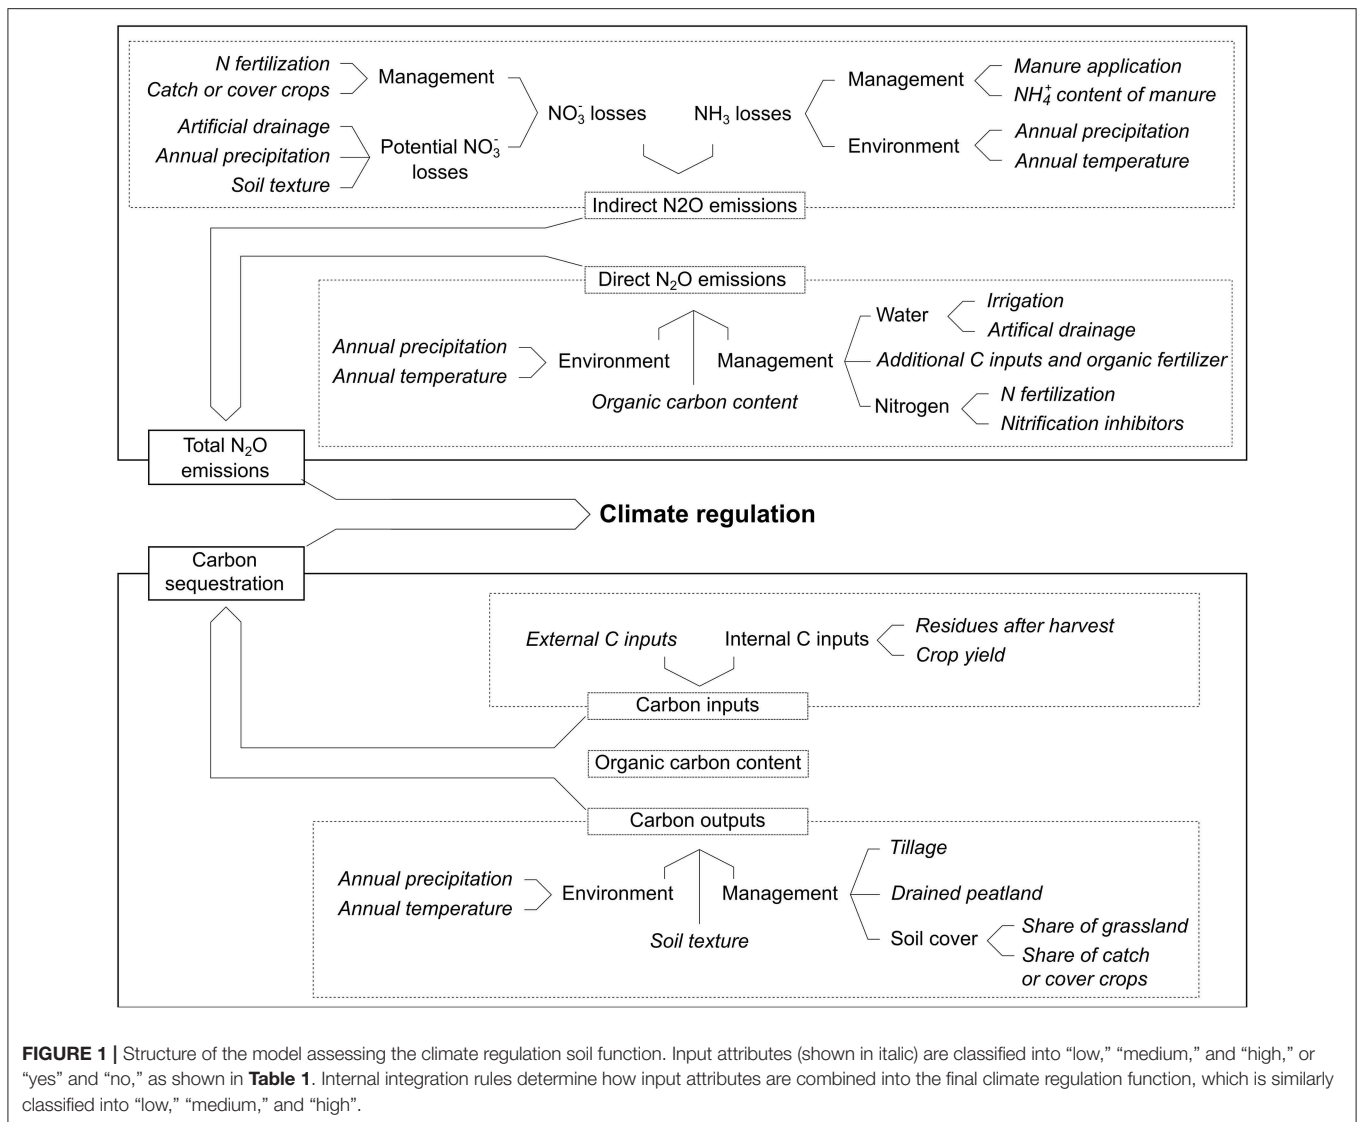 N fertilization
Catch or cover crops
Management
Artificial drainage
Annual precipitation
Soil texture
Potential NO₃⁻
losses
NO₃⁻ losses
NH₃ losses
Management
Manure application
NH₄⁺ content of manure
Environment
Annual precipitation
Annual temperature
Indirect N2O emissions
Direct N₂O emissions
Annual precipitation
Annual temperature
Environment
Organic carbon content
Management
Water
Irrigation
Artifical drainage
Additional C inputs and organic fertilizer
Nitrogen
N fertilization
Nitrification inhibitors
Total N₂O
emissions
Climate regulation
Carbon
sequestration
External C inputs
Internal C inputs
Residues after harvest
Crop yield
Carbon inputs
Organic carbon content
Carbon outputs
Annual precipitation
Annual temperature
Environment
Soil texture
Management
Tillage
Drained peatland
Soil cover
Share of grassland
Share of catch
or cover crops
FIGURE 1 | Structure of the model assessing the climate regulation soil function. Input attributes (shown in italic) are classified into “low,” “medium,” and “high,” or
“yes” and “no,” as shown in Table 1. Internal integration rules determine how input attributes are combined into the final climate regulation function, which is similarly
classified into “low,” “medium,” and “high”.